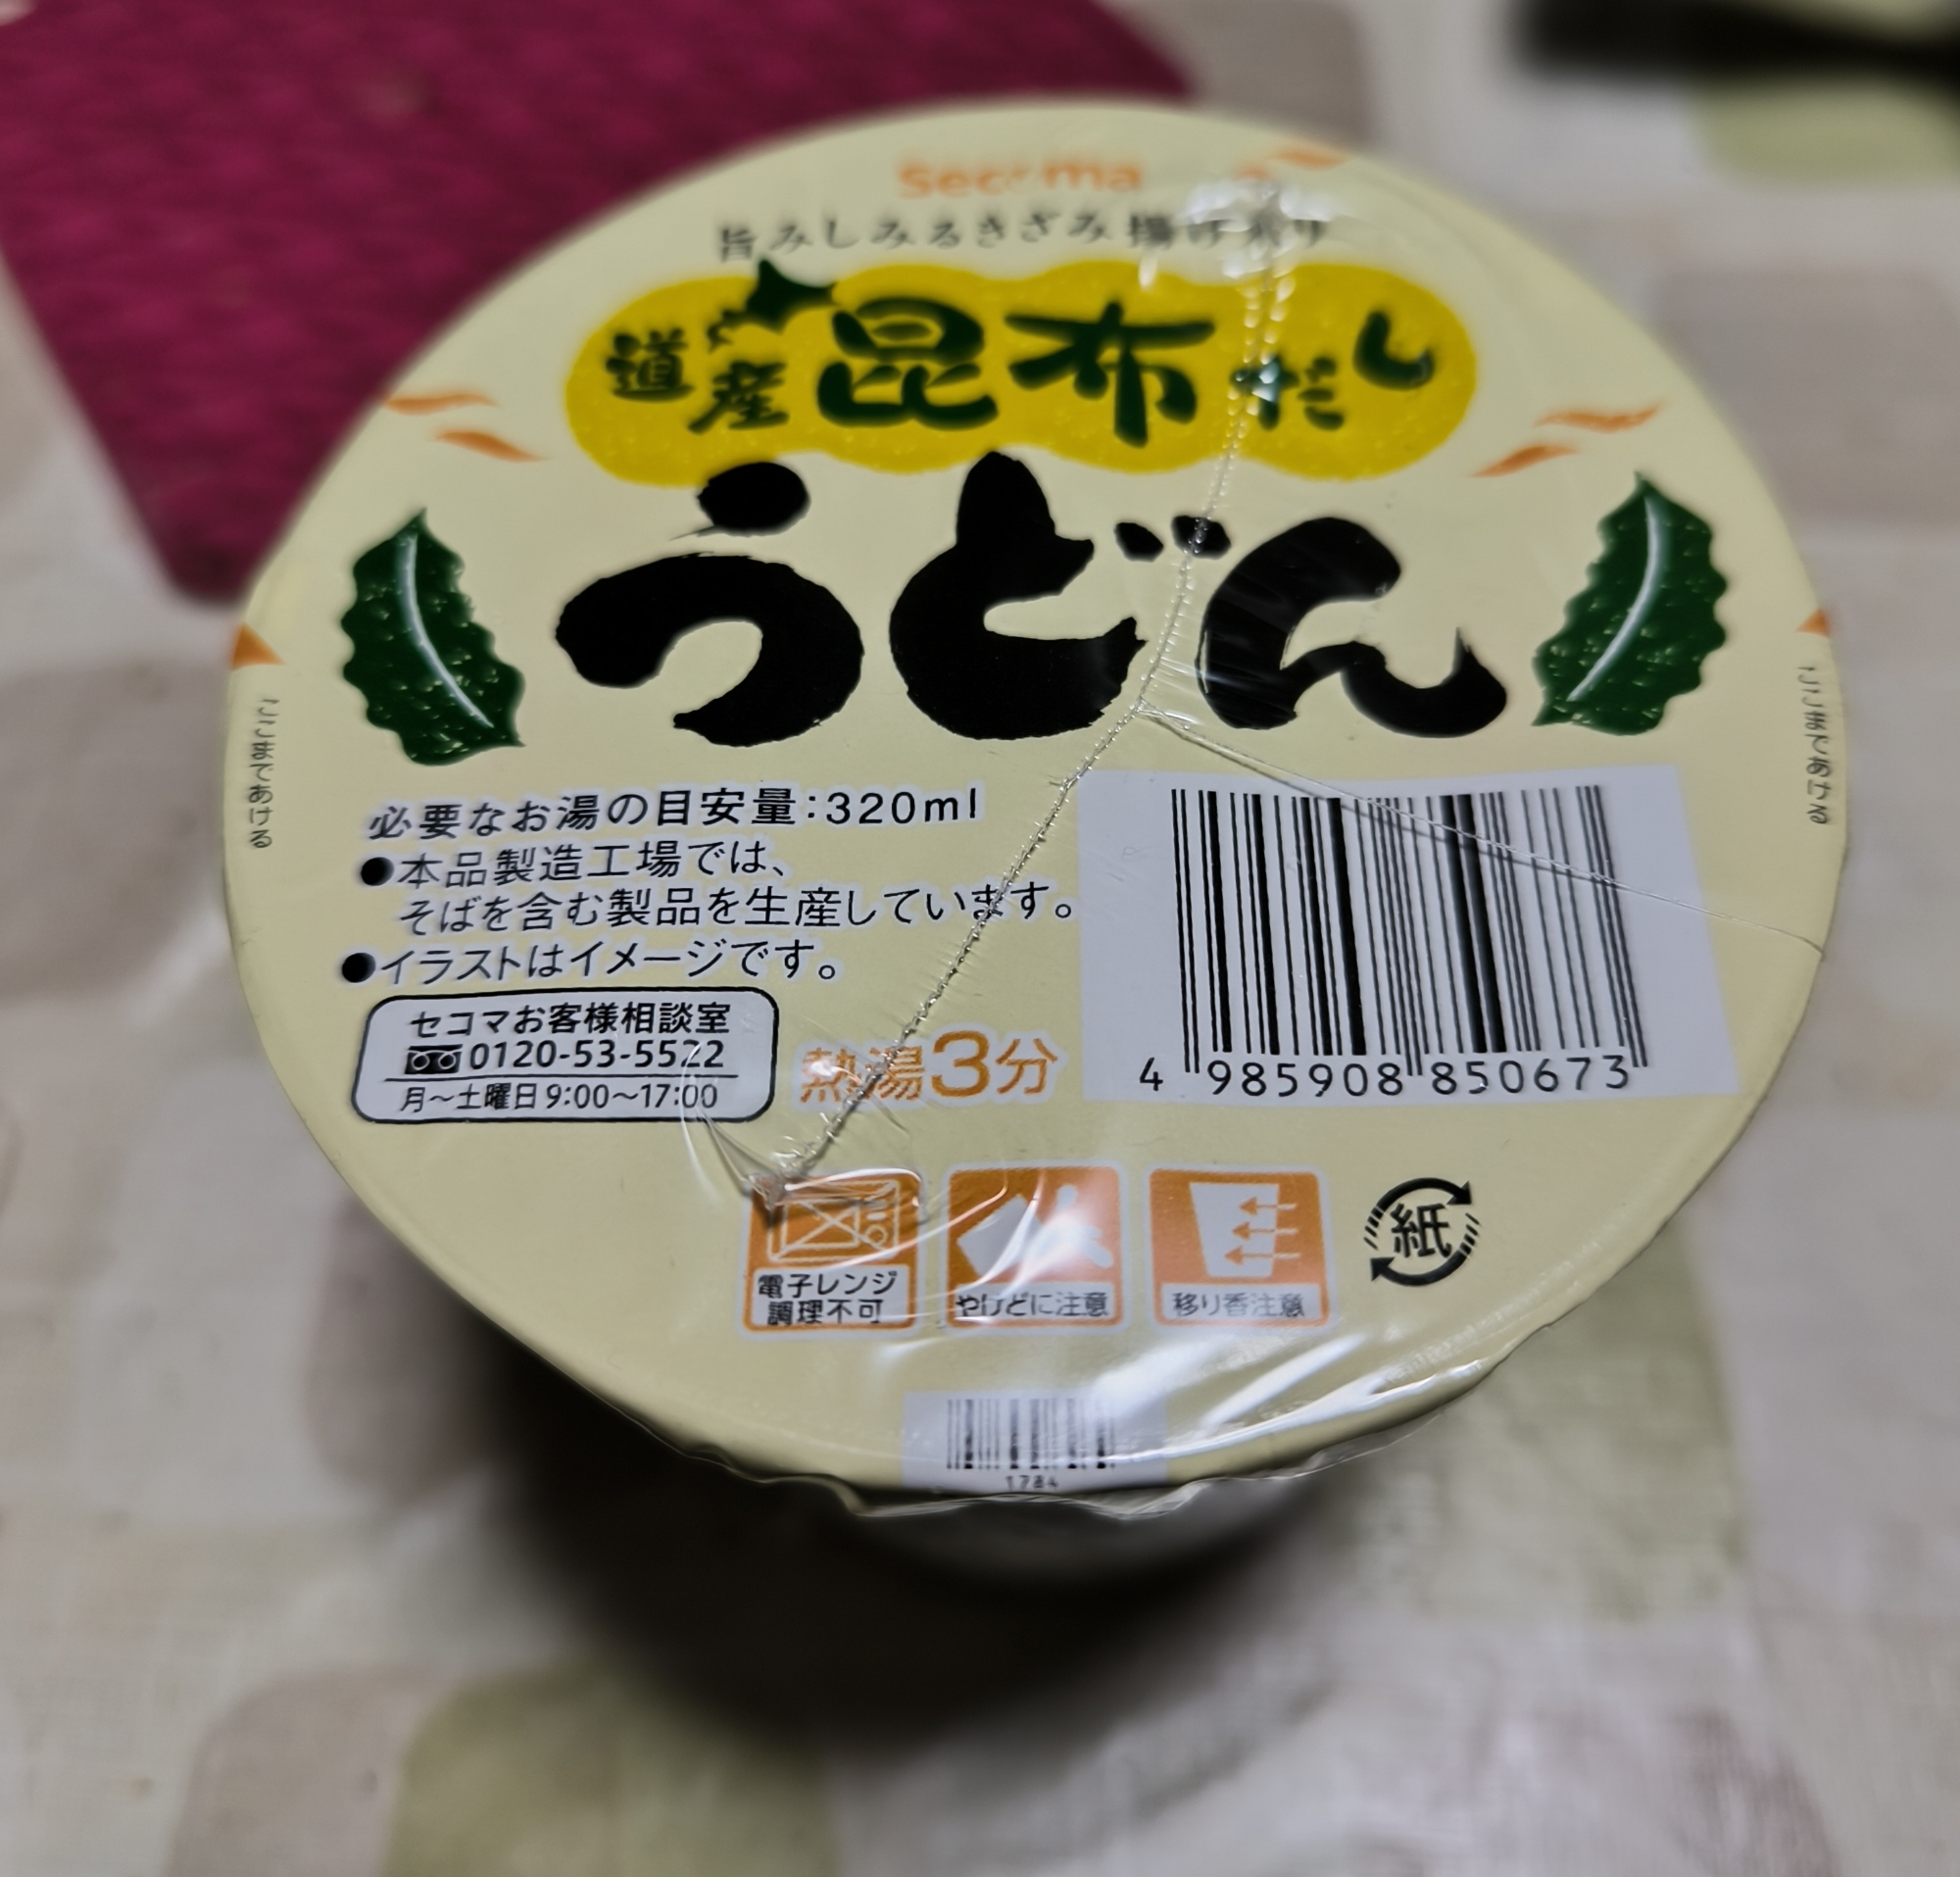 Secoma
旨みしみるきざみ揚げ入り
道産昆布だし
うどん
ここまであける
ここまであける
必要なお湯の目安量:320ml
●本品製造工場では、
そばを含む製品を生産しています。
●イラストはイメージです。
セコマお客様相談室
0120-53-5522
月～土曜日9:00～17:00
熱湯3分
4 985908 850673
電子レンジ
調理不可
やけどに注意
移り香注意
紙
1784